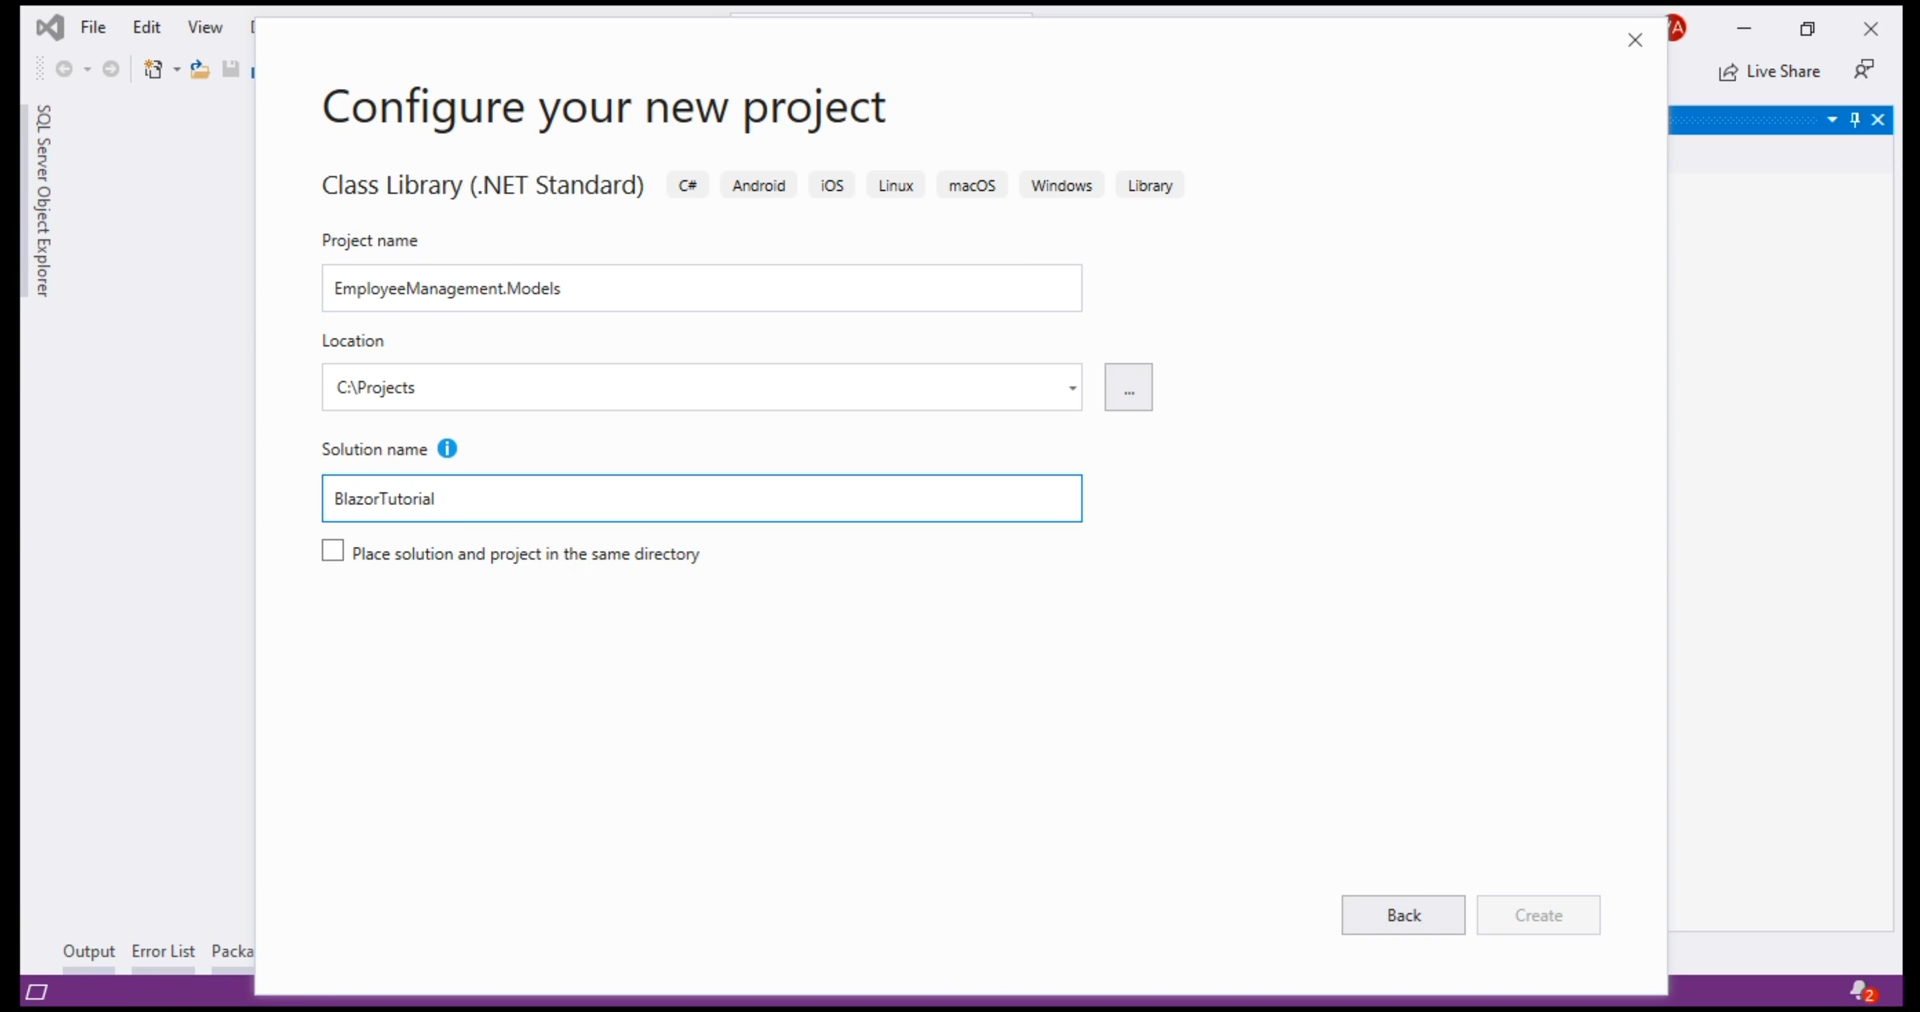 File Edit View
A
Live Share
SQL Server Object Explorer
Configure your new project
Class Library (.NET Standard) C# Android iOS Linux macOS Windows Library
Project name
EmployeeManagement.Models
Location
C:\Projects
...
Solution name i
BlazorTutorial
Place solution and project in the same directory
Back Create
Output Error List Packa
2